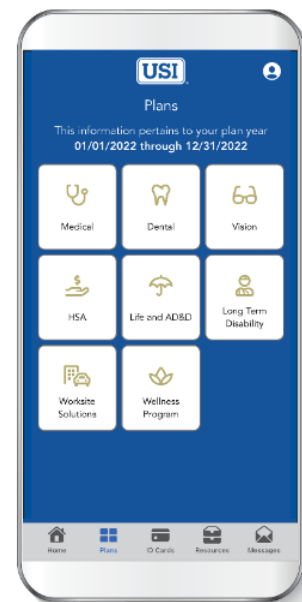 USI
Plans
This information pertains to your plan year
01/01/2022 through 12/31/2022
Medical
Dental
Vision
HSA
Life and AD&D
Long Term
Disability
Worksite
Solutions
Wellness
Program
Home
Plans
ID Cards
Resources
Messages